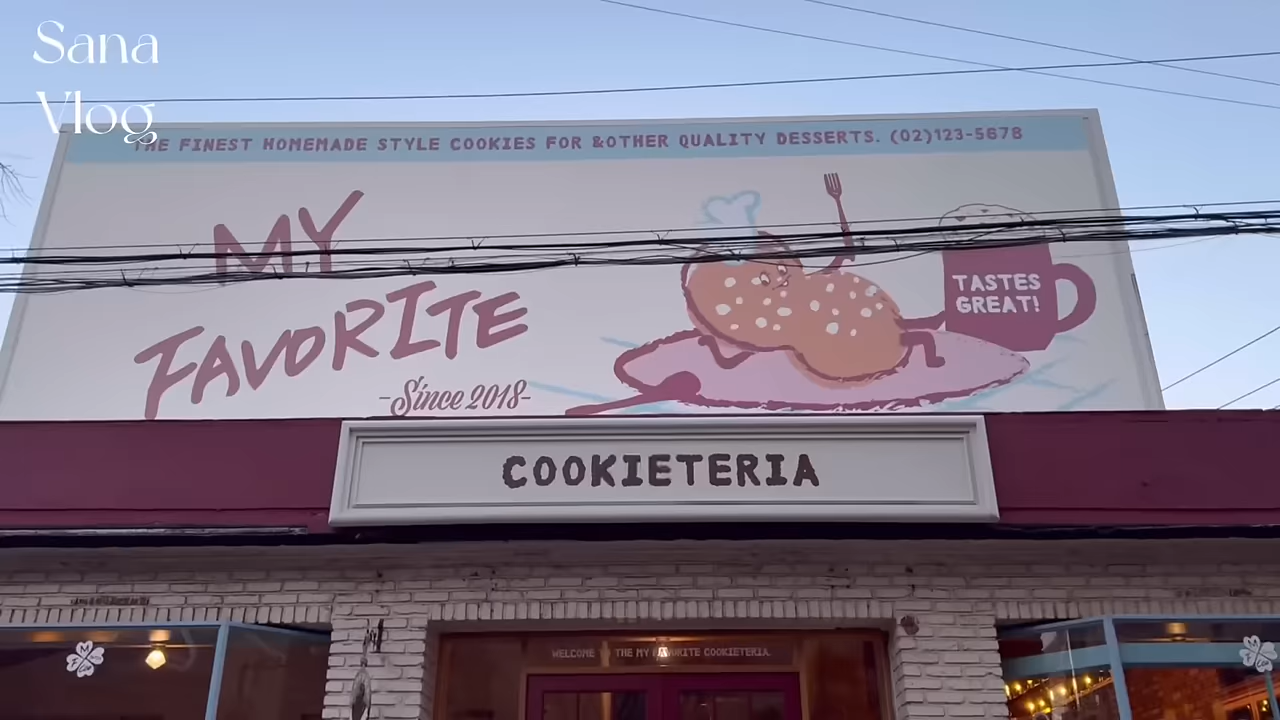 Sana
Vlog
THE FINEST HOMEMADE STYLE COOKIES FOR &OTHER QUALITY DESSERTS. (02)123-5678
MY
FAVORITE
-Since 2018-
TASTES
GREAT!
COOKIETERIA
WELCOME TO THE MY FAVORITE COOKIETERIA.